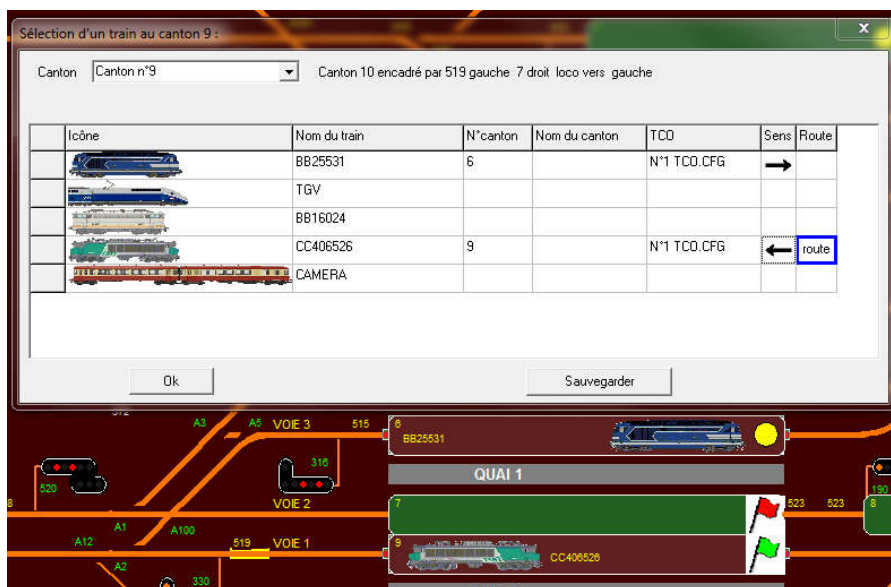 Sélection d'un train au canton 9 :
x
Canton Canton n°9 Canton 10 encadré par 519 gauche 7 droit loco vers gauche
Icône Nom du train N°canton Nom du canton TCO Sens Route
BB25531 6 N°1 TCO.CFG
TGV
BB16024
CC406526 9 N°1 TCO.CFG route
CAMERA
Ok Sauvegarder
A3 A5 VOIE 3 515 6
BB25531
316
520 QUAI 1 190
8 VOIE 2 7 523 523 8
A1 A100
A12 519 VOIE 1 9
CC406526
A2
330